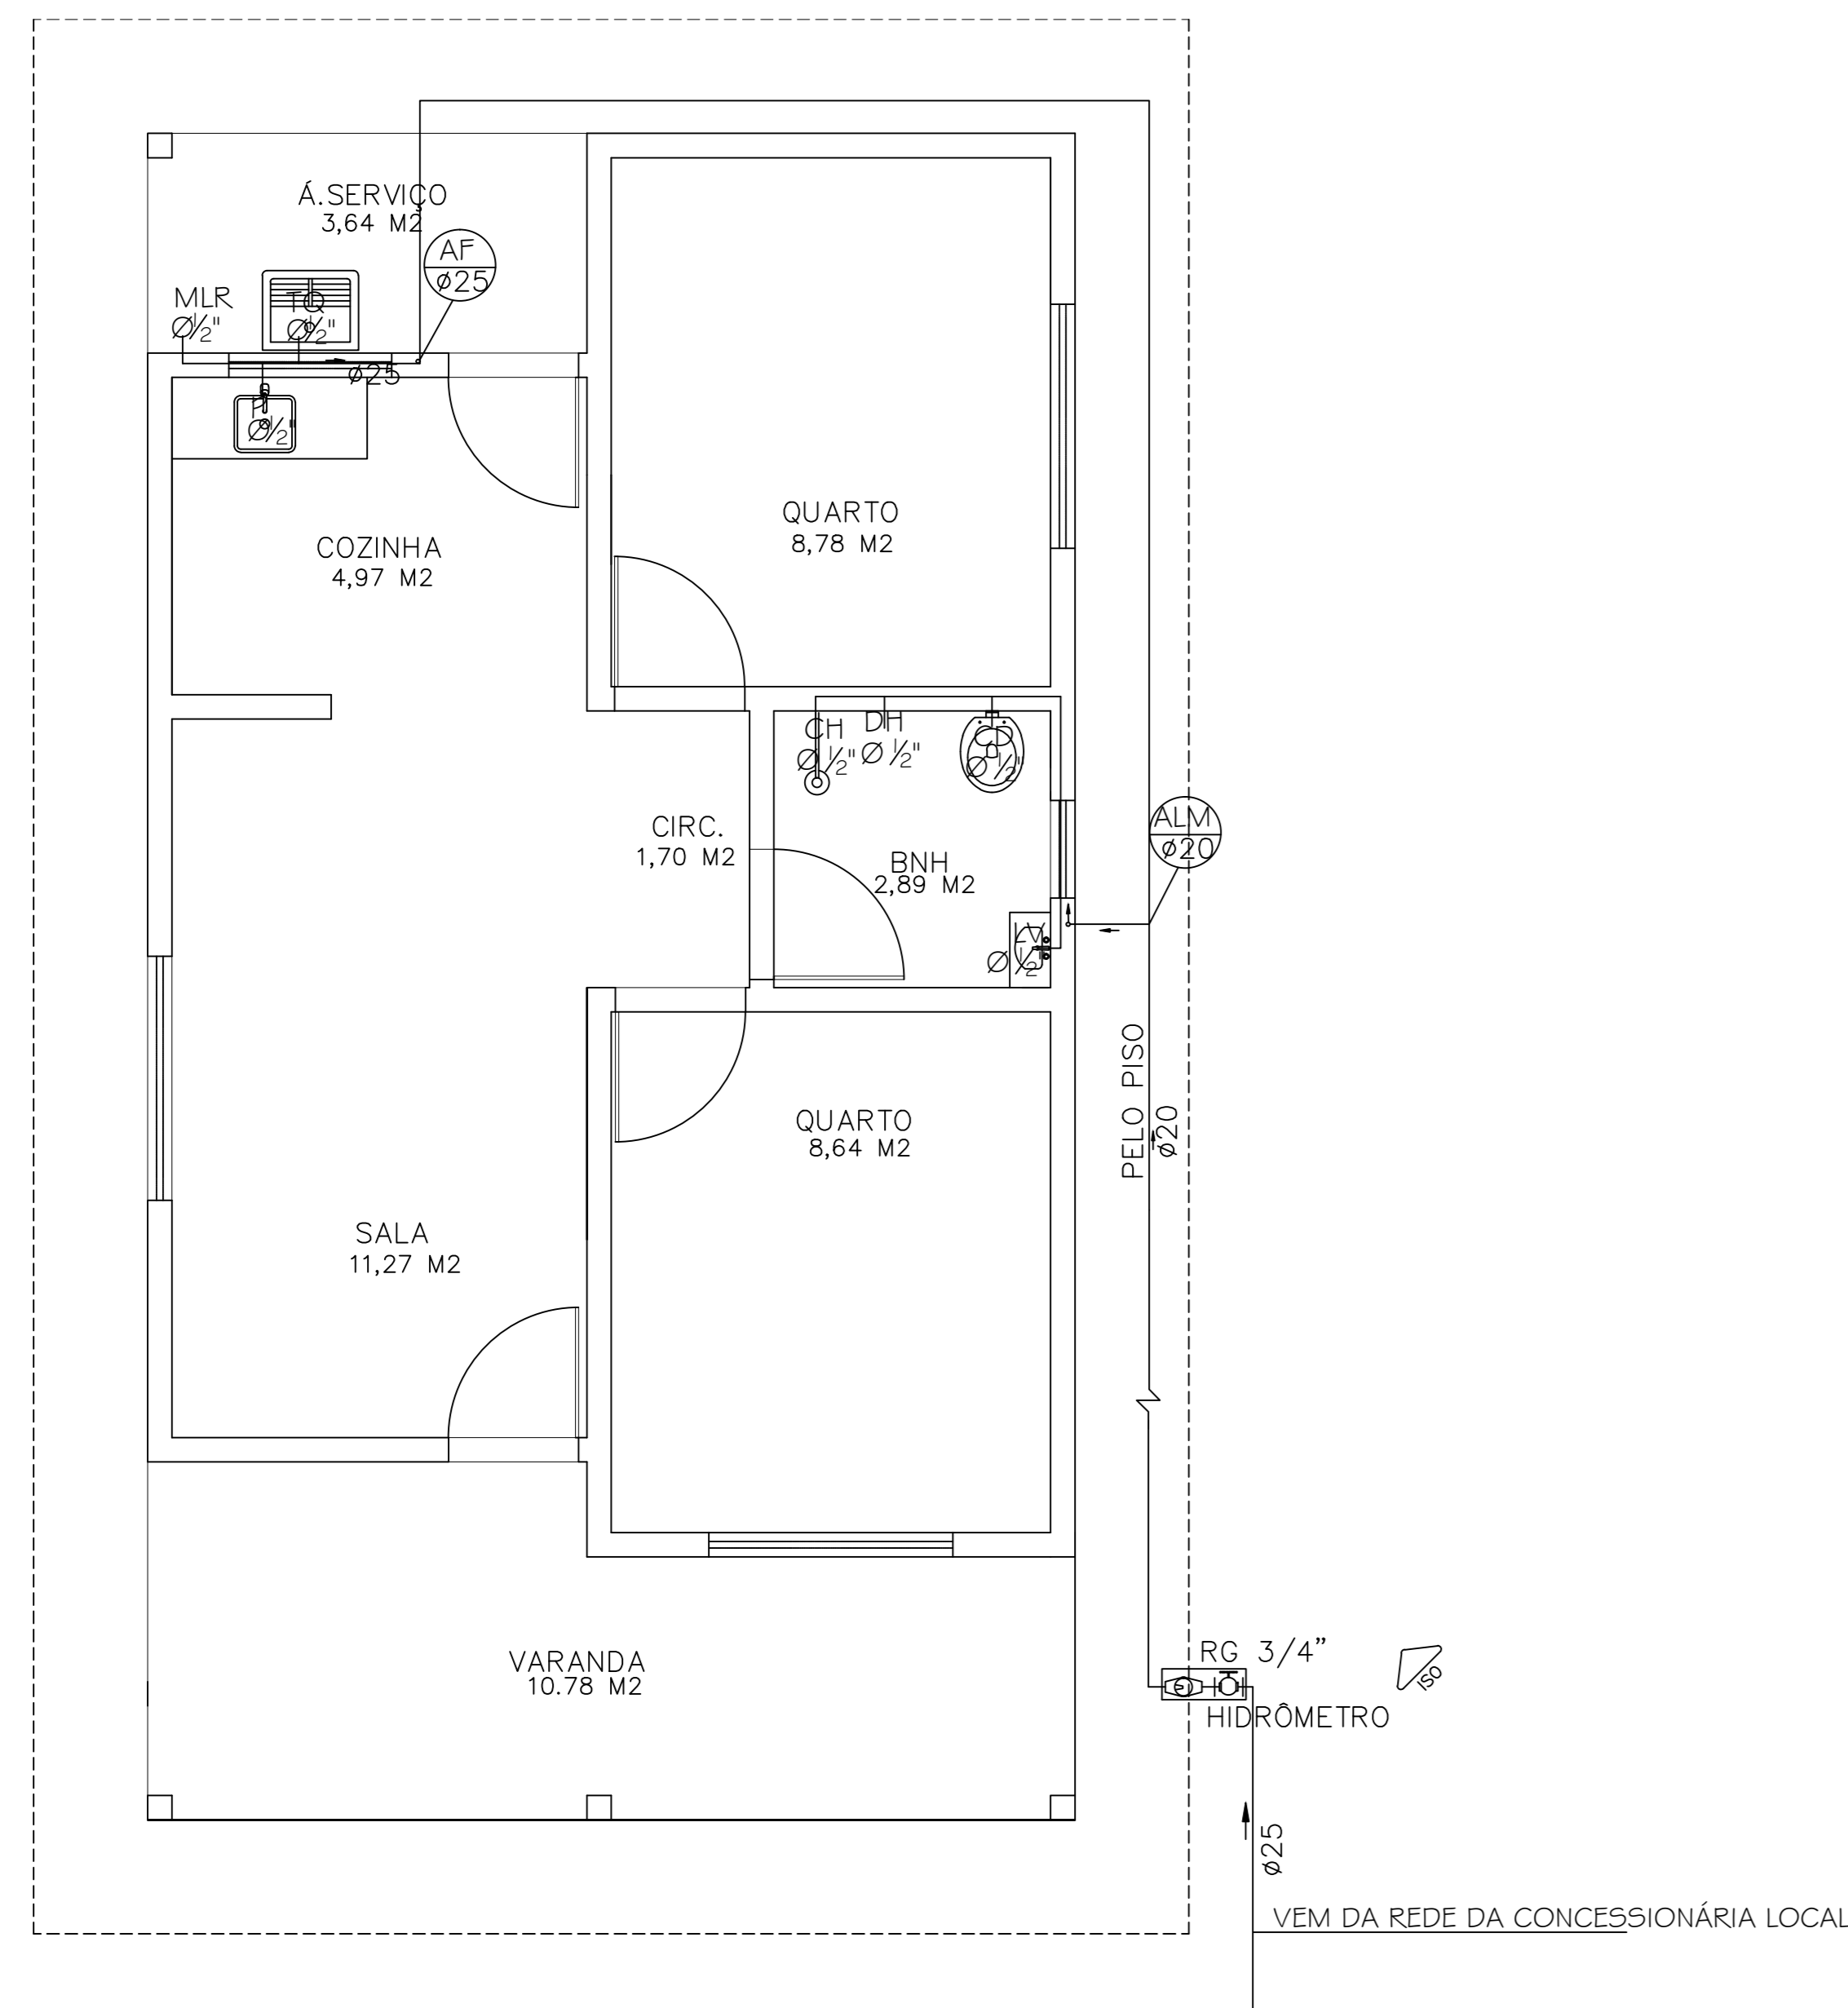 Á.SERVIÇO
3,64 M2
AF
ø25
MLR
Ø1/2"
TQ
Ø1/2"
ø25
P
Ø1/2"
COZINHA
4,97 M2
QUARTO
8,78 M2
CH
Ø1/2"
DH
Ø1/2"
CD
Ø1/2"
CIRC.
1,70 M2
BNH
2,89 M2
ALM
ø20
LV
Ø1/2"
PELO PISO
ø20
QUARTO
8,64 M2
SALA
11,27 M2
VARANDA
10.78 M2
RG 3/4”
HIDRÔMETRO
ISO
ø25
VEM DA REDE DA CONCESSIONÁRIA LOCAL